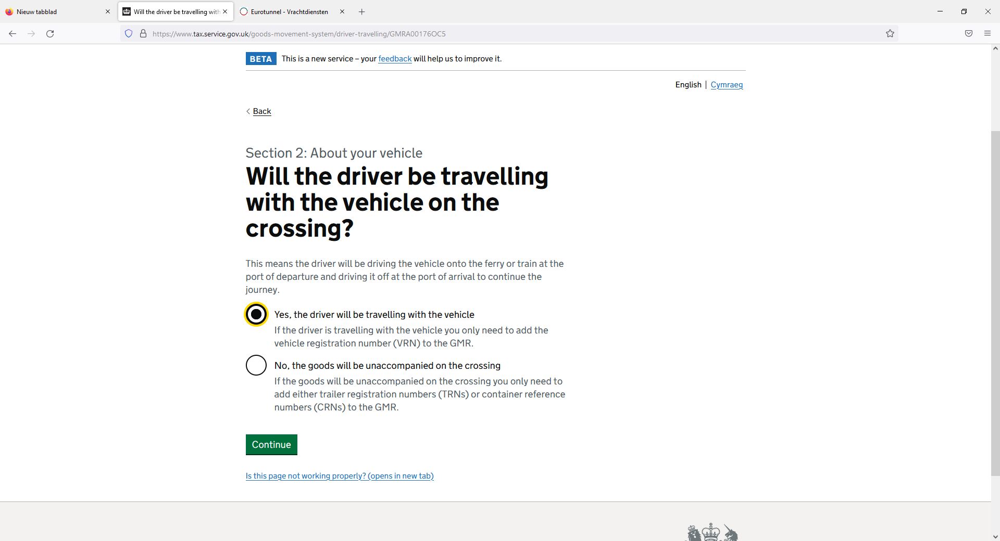 Nieuw tabblad
Will the driver be travelling with
Eurotunnel - Vrachtdiensten
https://www.tax.service.gov.uk/goods-movement-system/driver-travelling/GMRA00176OC5
BETA This is a new service – your feedback will help us to improve it.
English | Cymraeg
Back
Section 2: About your vehicle
Will the driver be travelling
with the vehicle on the
crossing?
This means the driver will be driving the vehicle onto the ferry or train at the
port of departure and driving it off at the port of arrival to continue the
journey.
Yes, the driver will be travelling with the vehicle
If the driver is travelling with the vehicle you only need to add the
vehicle registration number (VRN) to the GMR.
No, the goods will be unaccompanied on the crossing
If the goods will be unaccompanied on the crossing you only need to
add either trailer registration numbers (TRNs) or container reference
numbers (CRNs) to the GMR.
Continue
Is this page not working properly? (opens in new tab)